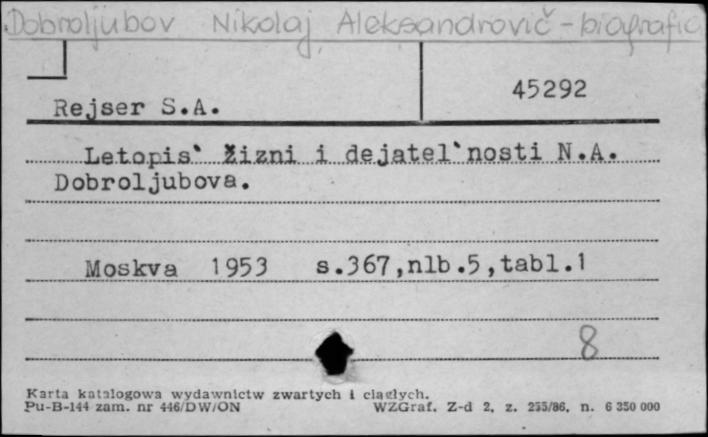 Dobroljubov Nikolaj Aleksandrovič - biografia
45292
Rejser S.A.
Letopis` žizni i dejatel`nosti N.A.
Dobroljubova.
Moskva 1953 s.367,nlb.5,tabl.1
8
Karta katalogowa wydawnictw zwartych i ciągłych.
Pu-B-144 zam. nr 446/DW/ON WZGraf. Z-d 2, z. 255/86, n. 6 350 000